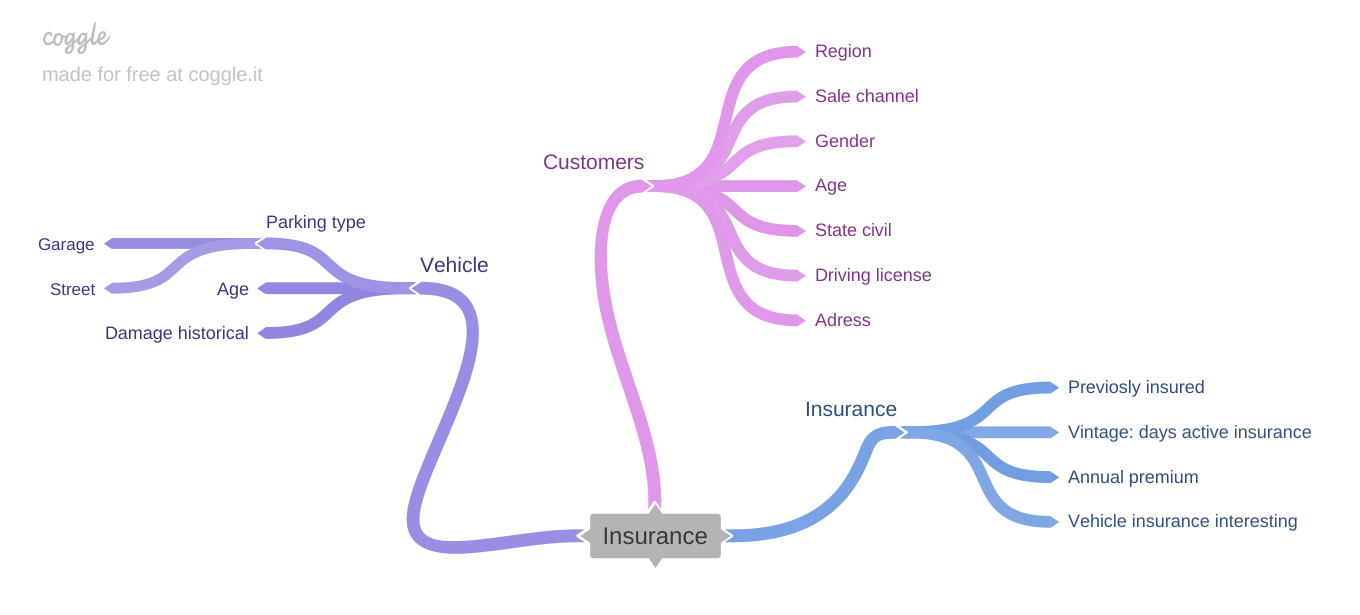 coggle
made for free at coggle.it
Customers
Region
Sale channel
Gender
Age
State civil
Driving license
Adress
Vehicle
Parking type
Garage
Street
Age
Damage historical
Insurance
Previosly insured
Vintage: days active insurance
Annual premium
Vehicle insurance interesting
Insurance